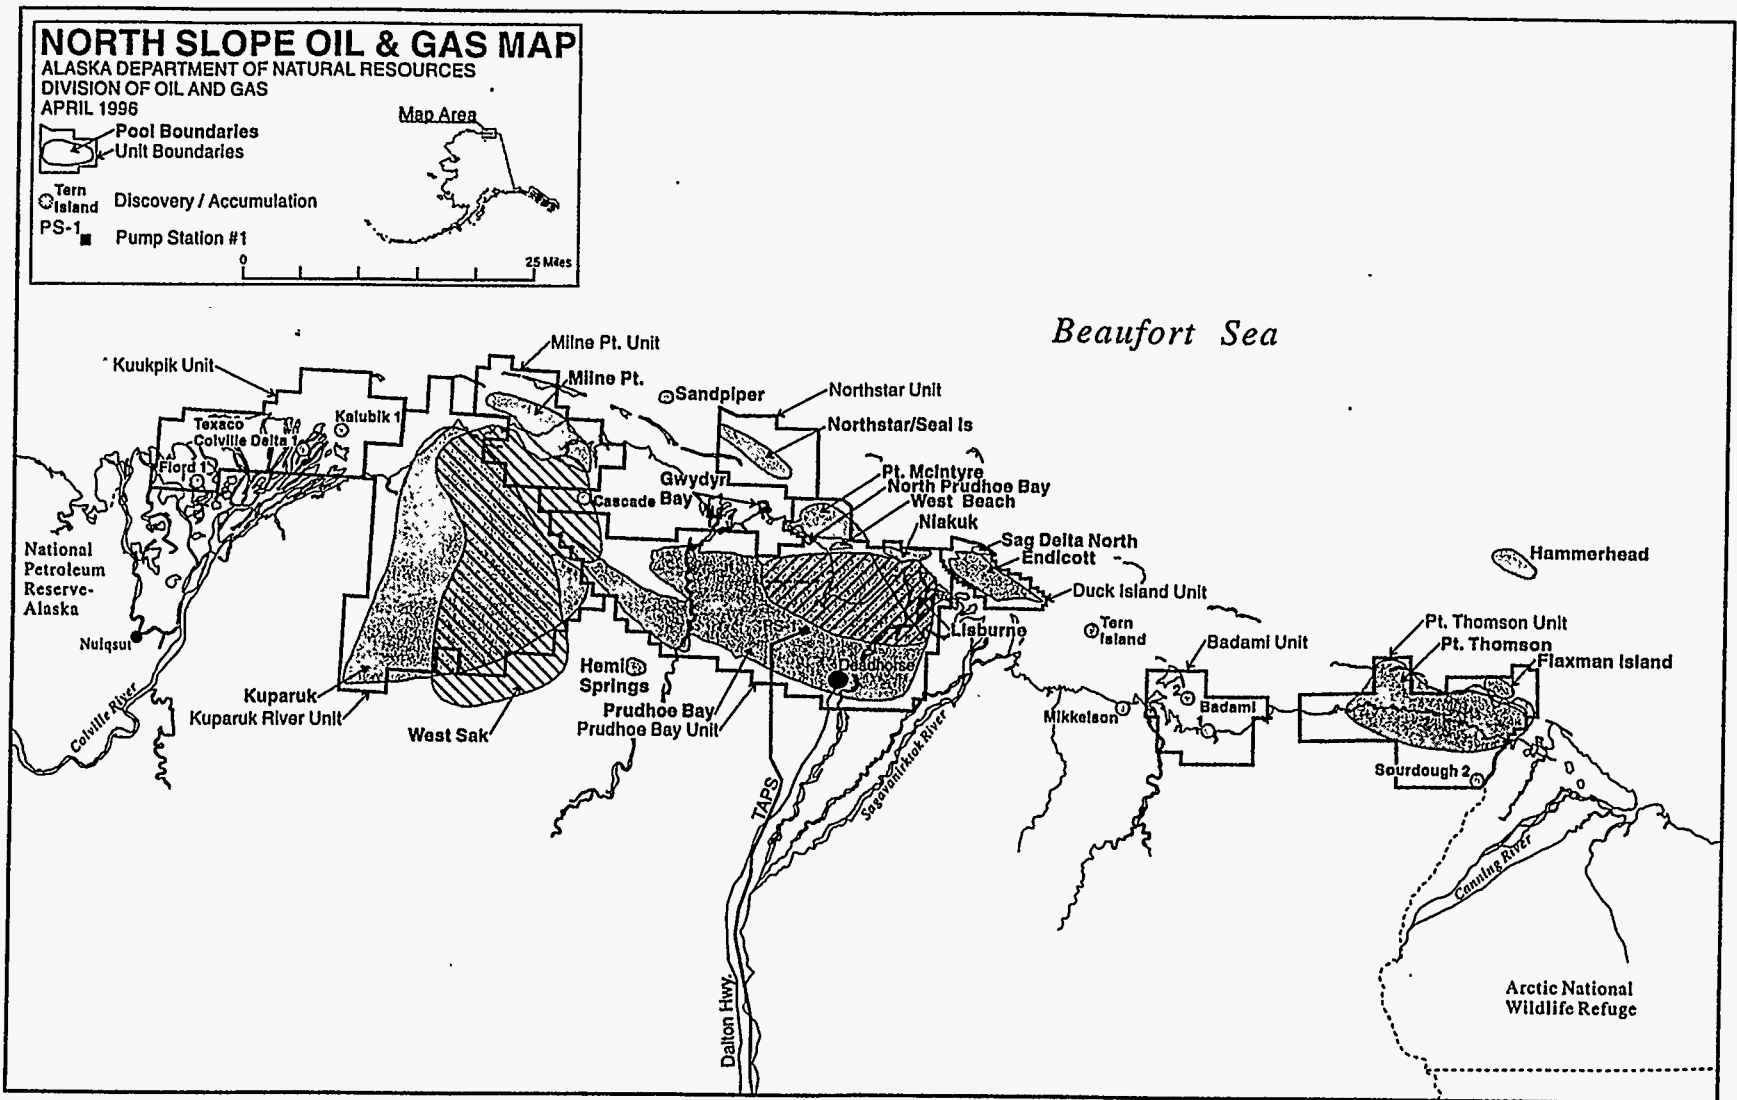 NORTH SLOPE OIL & GAS MAP
ALASKA DEPARTMENT OF NATURAL RESOURCES
DIVISION OF OIL AND GAS
APRIL 1996
Map Area
Pool Boundaries
Unit Boundaries
Tern
Island
Discovery / Accumulation
PS-1
Pump Station #1
0
25 Miles
Beaufort Sea
Milne Pt. Unit
Kuukpik Unit
Milne Pt.
Sandpiper
Northstar Unit
Kalubik 1
Texaco
Colville Delta 1
Northstar/Seal Is
Fiord 1
Pt. McIntyre
North Prudhoe Bay
West Beach
Niakuk
Gwydyr
Bay
Cascade
Sag Delta North
Endicott
Hammerhead
National
Petroleum
Reserve-
Alaska
Duck Island Unit
Nuiqsut
PS-1
Lisburne
Tern
Island
Badami Unit
Pt. Thomson Unit
Pt. Thomson
Flaxman Island
Deadhorse
Hemi
Springs
Kuparuk
Kuparuk River Unit
Prudhoe Bay
Prudhoe Bay Unit
West Sak
Mikkelson
1
2
Badami
1
Colville River
Sourdough 2
TAPS
Sagavanirktok River
Canning River
Dalton Hwy.
Arctic National
Wildlife Refuge